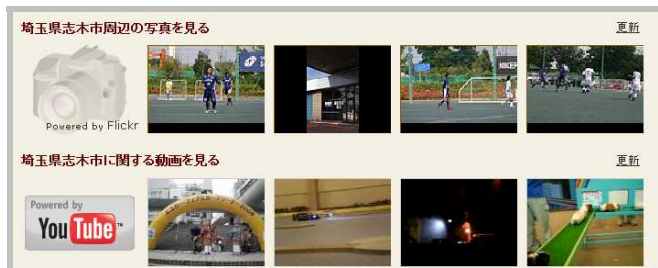 埼玉県志木市周辺の写真を見る
更新
Powered by Flickr
埼玉県志木市に関する動画を見る
更新
Powered by
YouTube™